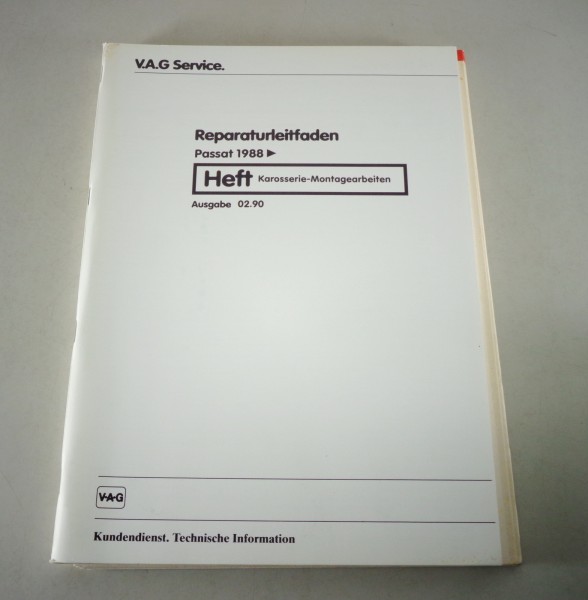 V.A.G Service.
Reparaturleitfaden
Passat 1988 ►
Heft Karosserie-Montagearbeiten
Ausgabe 02.90
V·A·G
Kundendienst. Technische Information